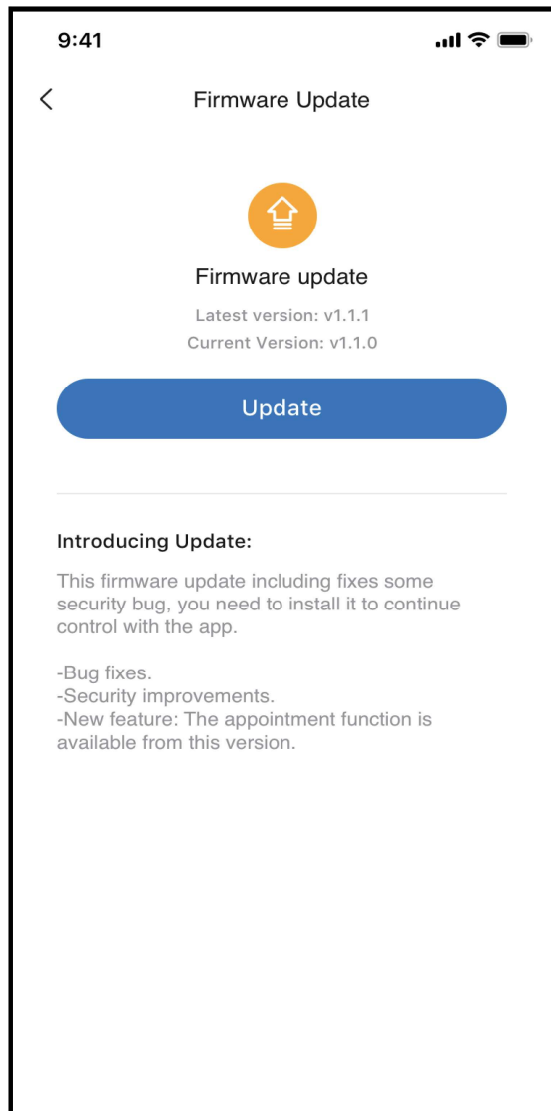 9:41
Firmware Update
Firmware update
Latest version: v1.1.1
Current Version: v1.1.0
Update
Introducing Update:
This firmware update including fixes some
security bug, you need to install it to continue
control with the app.
-Bug fixes.
-Security improvements.
-New feature: The appointment function is
available from this version.